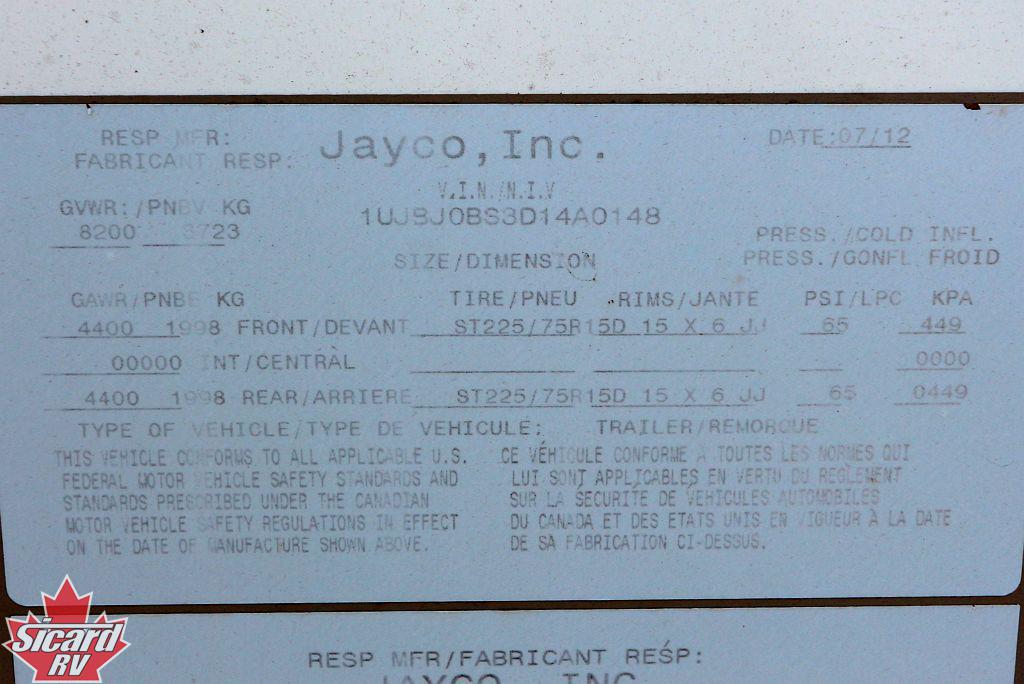 RESP MFR:
FABRICANT RESP:
Jayco, Inc.
DATE:07/12
V.I.N./N.I.V
1UJBJ0BS3D14A0148
GVWR:/PNBV KG
8200 3723
SIZE/DIMENSION
PRESS./COLD INFL.
PRESS./GONFL FROID
GAWR/PNBE KG TIRE/PNEU RIMS/JANTE PSI/LPC KPA
4400 1998 FRONT/DEVANT ST225/75R15D 15 X 6 JJ 65 449
00000 INT/CENTRAL 0000
4400 1998 REAR/ARRIERE ST225/75R15D 15 X 6 JJ 65 0449
TYPE OF VEHICLE/TYPE DE VEHICULE: TRAILER/REMORQUE
THIS VEHICLE CONFORMS TO ALL APPLICABLE U.S.
FEDERAL MOTOR VEHICLE SAFETY STANDARDS AND
STANDARDS PRESCRIBED UNDER THE CANADIAN
MOTOR VEHICLE SAFETY REGULATIONS IN EFFECT
ON THE DATE OF MANUFACTURE SHOWN ABOVE.
CE VÉHICULE CONFORME A TOUTES LES NORMES QUI
LUI SONT APPLICABLES EN VERTU DU REGLEMENT
SUR LA SECURITE DE VEHICULES AUTOMOBILES
DU CANADA ET DES ETATS UNIS EN VIGUEUR À LA DATE
DE SA FABRICATION CI-DESSUS.
RESP MFR/FABRICANT RESP:
JAYCO, INC.
Sicard
RV